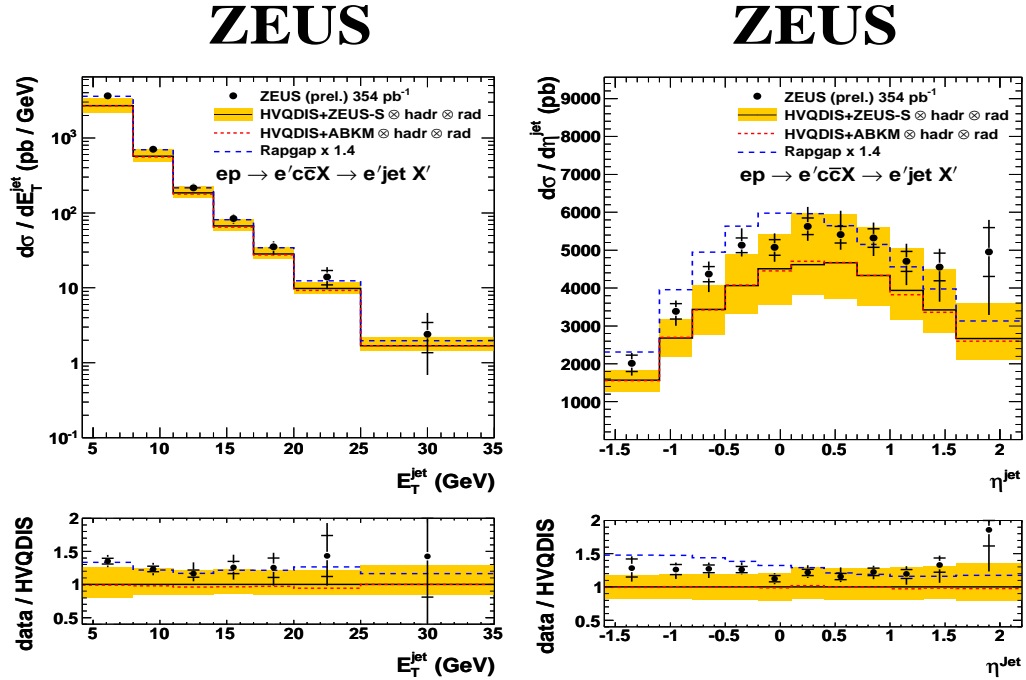 ZEUS
dσ / dE_T^jet (pb / GeV)
10³
10²
10
1
10⁻¹
ZEUS (prel.) 354 pb⁻¹
HVQDIS+ZEUS-S ⊗ hadr ⊗ rad
HVQDIS+ABKM ⊗ hadr ⊗ rad
Rapgap x 1.4
ep → e′cc̅X → e′jet X′
5 10 15 20 25 30 35
E_T^jet (GeV)
data / HVQDIS
2
1.5
1
0.5
5 10 15 20 25 30 35
E_T^jet (GeV)
ZEUS
dσ / dη^jet (pb)
9000
8000
7000
6000
5000
4000
3000
2000
1000
ZEUS (prel.) 354 pb⁻¹
HVQDIS+ZEUS-S ⊗ hadr ⊗ rad
HVQDIS+ABKM ⊗ hadr ⊗ rad
Rapgap x 1.4
ep → e′cc̅X → e′jet X′
-1.5 -1 -0.5 0 0.5 1 1.5 2
η^jet
data / HVQDIS
2
1.5
1
0.5
-1.5 -1 -0.5 0 0.5 1 1.5 2
η^Jet